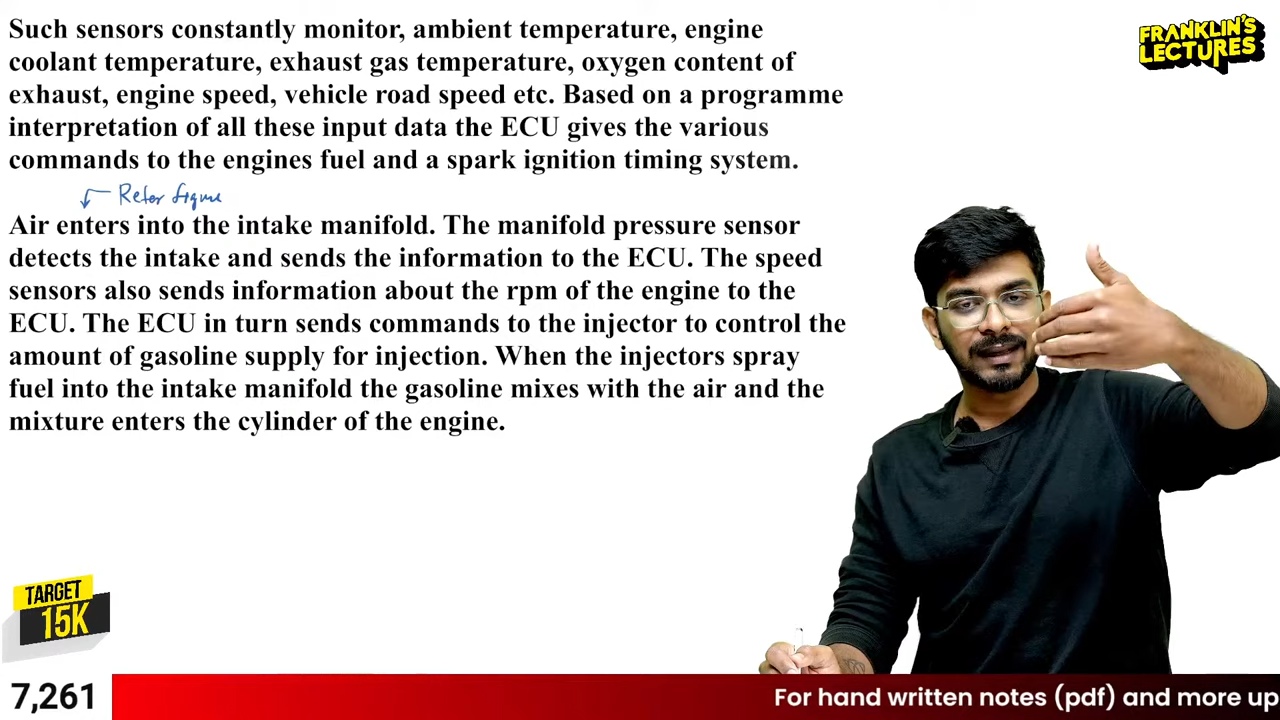 Such sensors constantly monitor, ambient temperature, engine
coolant temperature, exhaust gas temperature, oxygen content of
exhaust, engine speed, vehicle road speed etc. Based on a programme
interpretation of all these input data the ECU gives the various
commands to the engines fuel and a spark ignition timing system.
Refer figure
Air enters into the intake manifold. The manifold pressure sensor
detects the intake and sends the information to the ECU. The speed
sensors also sends information about the rpm of the engine to the
ECU. The ECU in turn sends commands to the injector to control the
amount of gasoline supply for injection. When the injectors spray
fuel into the intake manifold the gasoline mixes with the air and the
mixture enters the cylinder of the engine.
FRANKLIN'S
LECTURES
TARGET
15K
7,261
For hand written notes (pdf) and more up